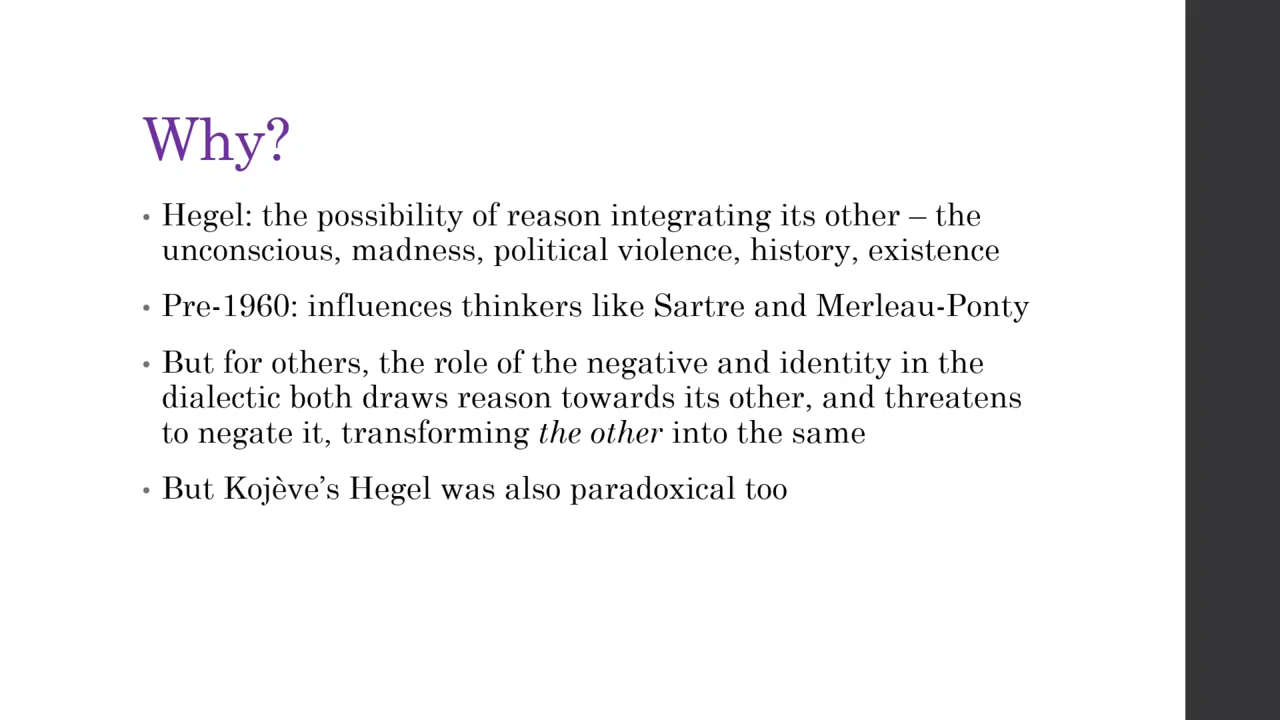 Why?
• Hegel: the possibility of reason integrating its other – the
unconscious, madness, political violence, history, existence
• Pre-1960: influences thinkers like Sartre and Merleau-Ponty
• But for others, the role of the negative and identity in the
dialectic both draws reason towards its other, and threatens
to negate it, transforming the other into the same
• But Kojève’s Hegel was also paradoxical too